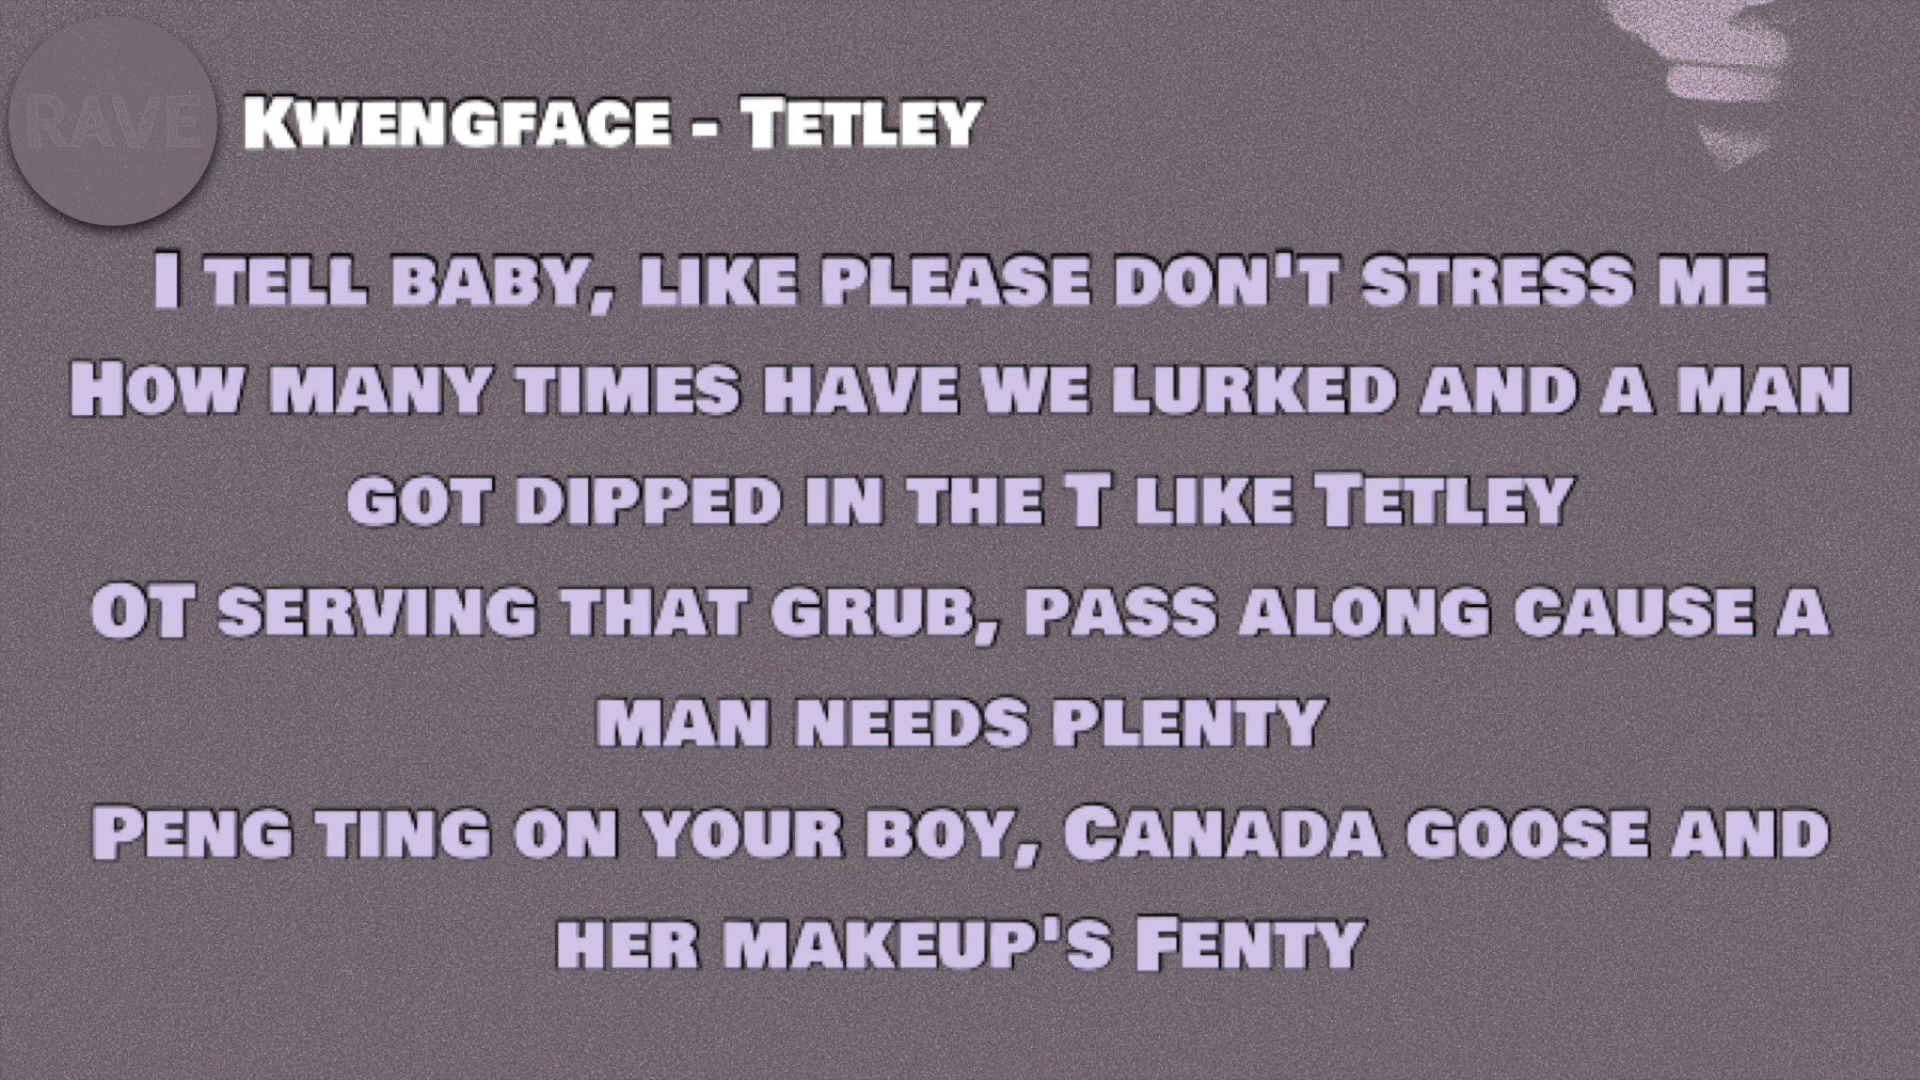 RAVE
Kwengface - Tetley
I tell baby, like please don't stress me
How many times have we lurked and a man
got dipped in the T like Tetley
OT serving that grub, pass along cause a
man needs plenty
Peng ting on your boy, Canada goose and
her makeup's Fenty